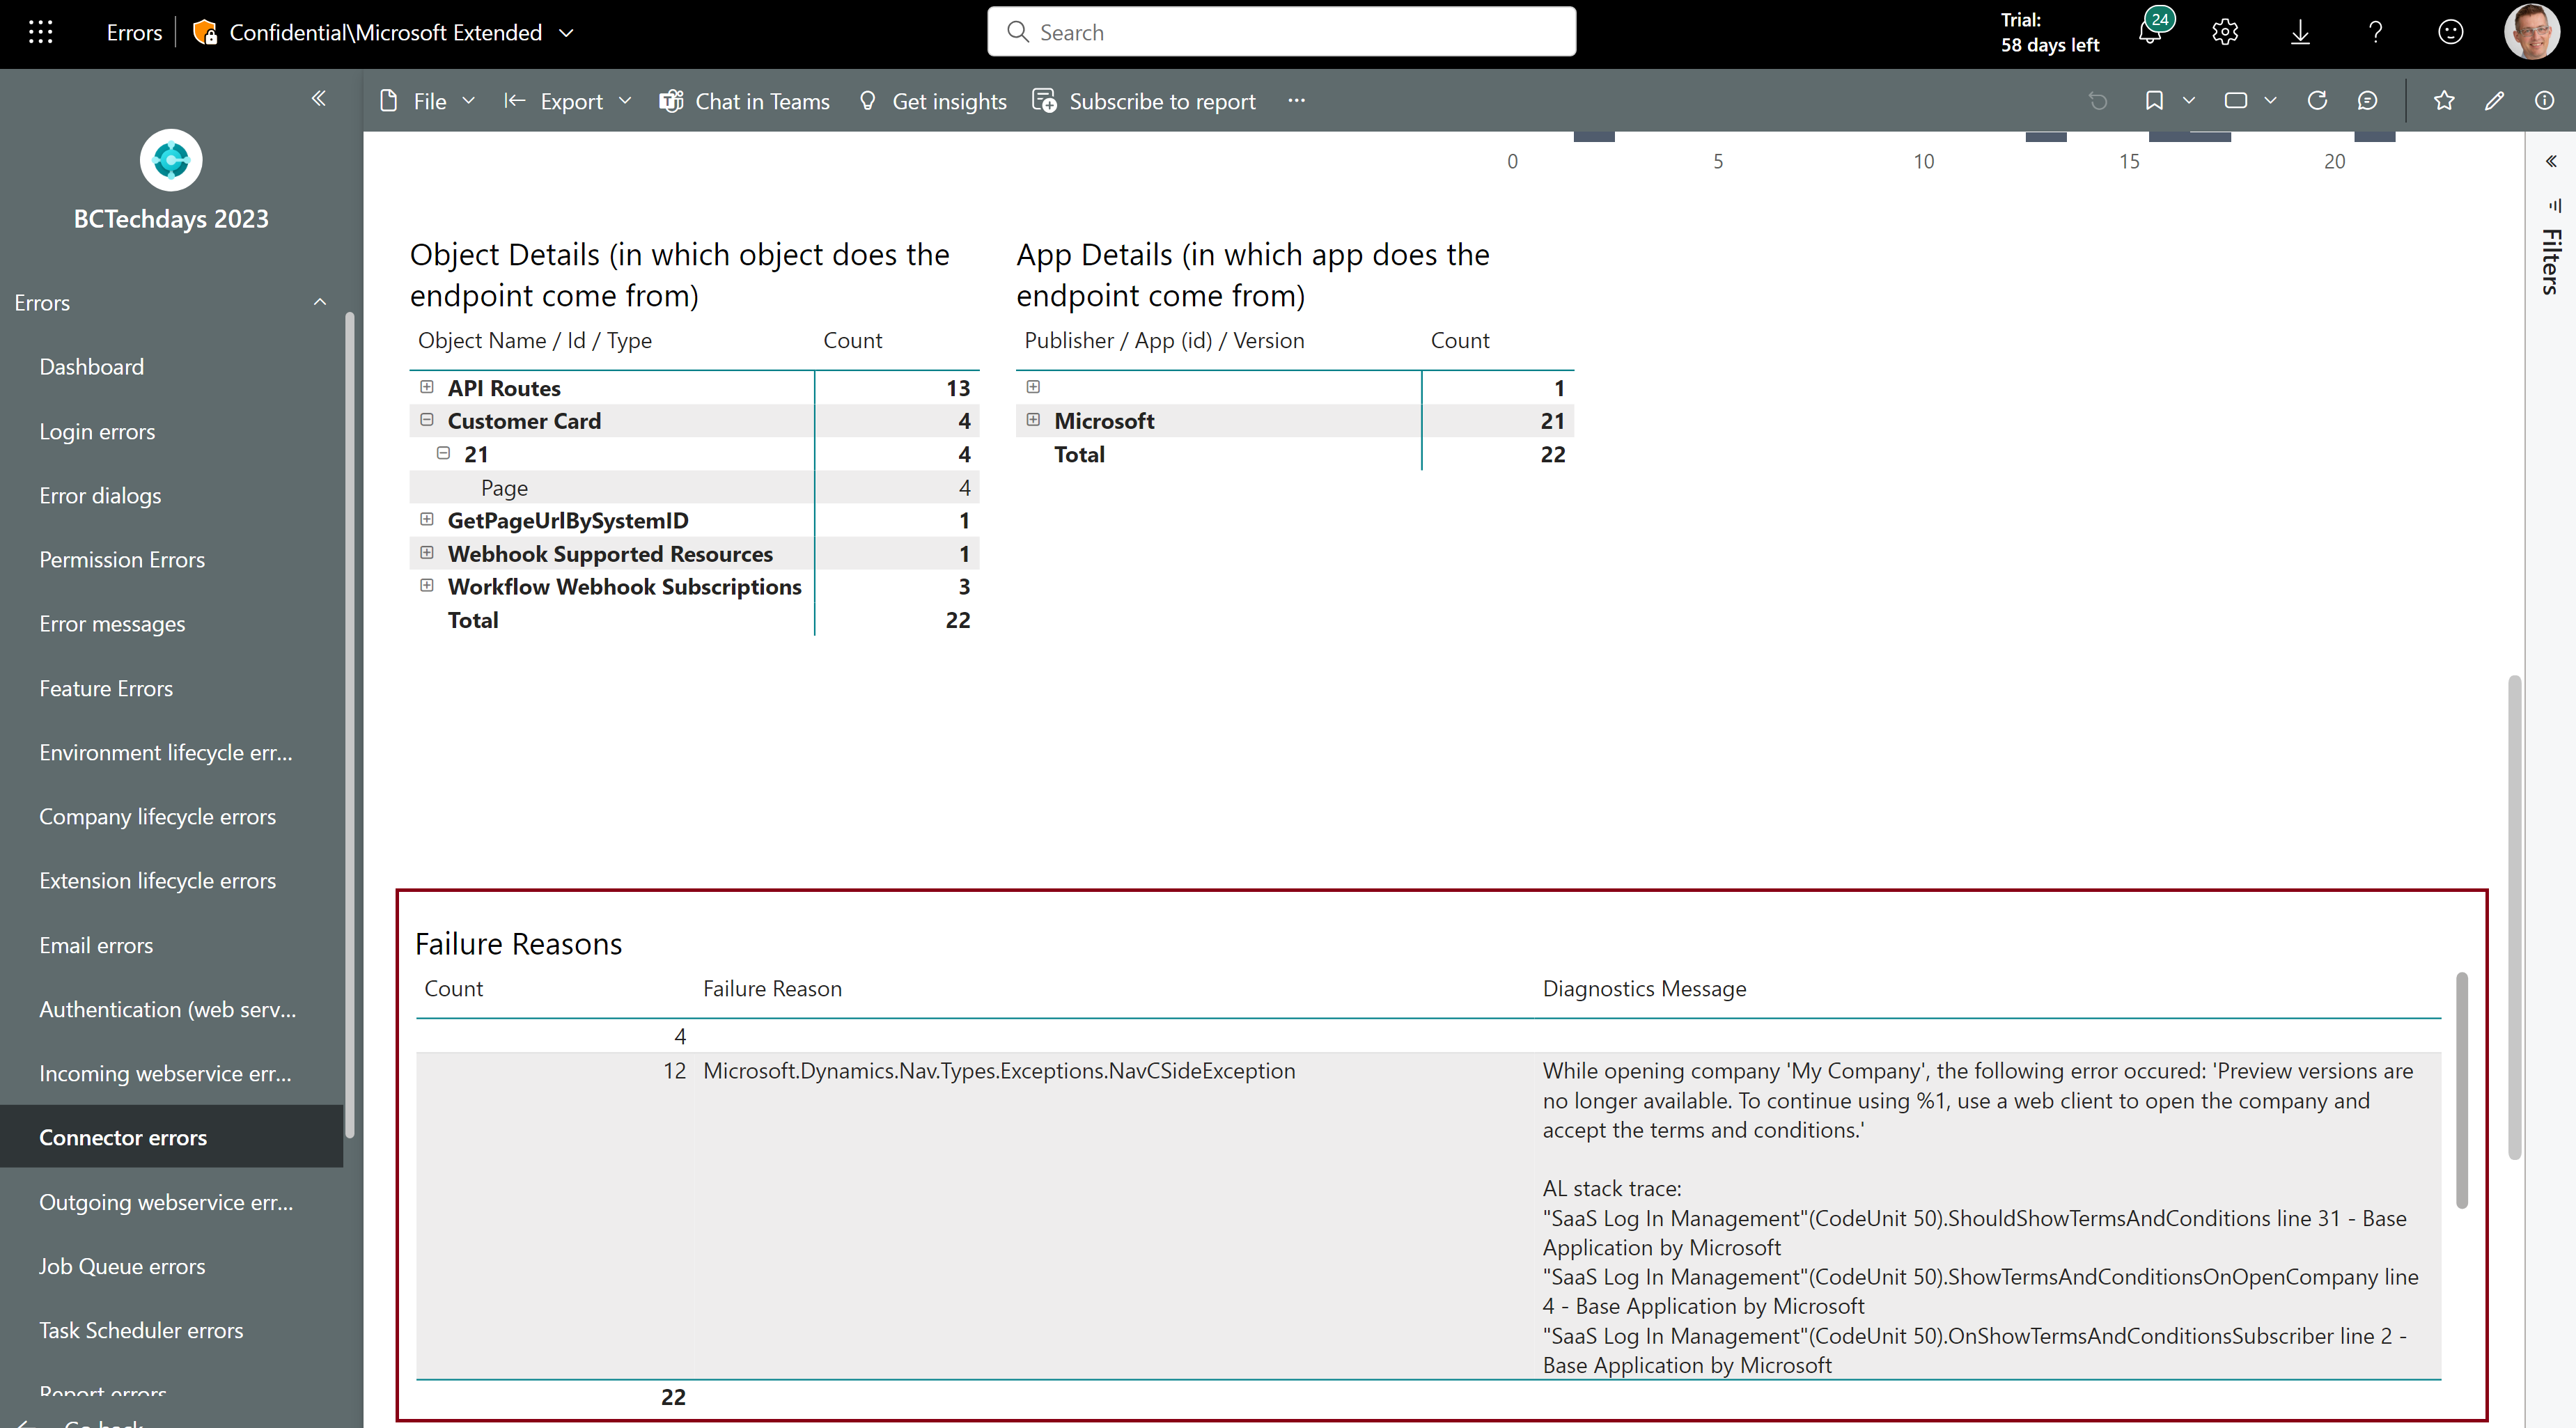 Errors
Confidential\Microsoft Extended
Search
Trial:
58 days left
24
File
Export
Chat in Teams
Get insights
Subscribe to report
BCTechdays 2023
Errors
Dashboard
Login errors
Error dialogs
Permission Errors
Error messages
Feature Errors
Environment lifecycle err...
Company lifecycle errors
Extension lifecycle errors
Email errors
Authentication (web serv...
Incoming webservice err...
Connector errors
Outgoing webservice err...
Job Queue errors
Task Scheduler errors
Report errors
Go back
0 5 10 15 20
Filters
Object Details (in which object does the
endpoint come from)
Object Name / Id / Type Count
API Routes 13
Customer Card 4
21 4
Page 4
GetPageUrlBySystemID 1
Webhook Supported Resources 1
Workflow Webhook Subscriptions 3
Total 22
App Details (in which app does the
endpoint come from)
Publisher / App (id) / Version Count
1
Microsoft 21
Total 22
Failure Reasons
Count Failure Reason Diagnostics Message
4
12 Microsoft.Dynamics.Nav.Types.Exceptions.NavCSideException While opening company 'My Company', the following error occured: 'Preview versions are
no longer available. To continue using %1, use a web client to open the company and
accept the terms and conditions.'
AL stack trace:
"SaaS Log In Management"(CodeUnit 50).ShouldShowTermsAndConditions line 31 - Base
Application by Microsoft
"SaaS Log In Management"(CodeUnit 50).ShowTermsAndConditionsOnOpenCompany line
4 - Base Application by Microsoft
"SaaS Log In Management"(CodeUnit 50).OnShowTermsAndConditionsSubscriber line 2 -
Base Application by Microsoft
22